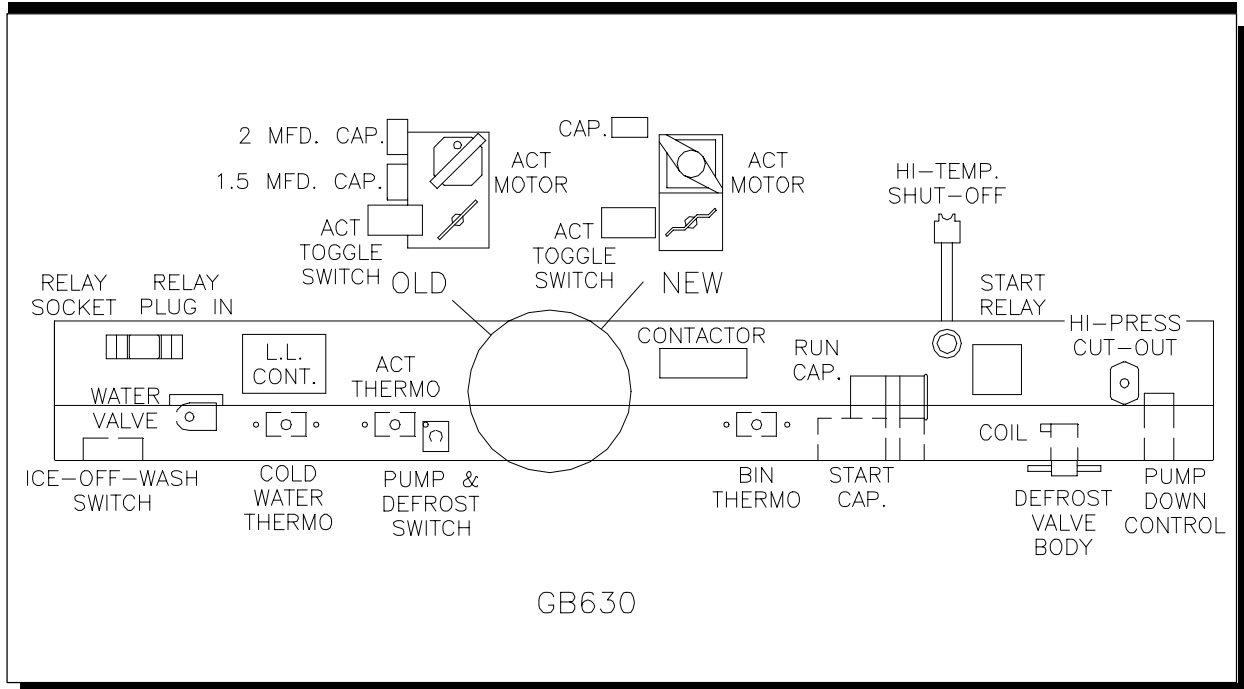 2 MFD. CAP.
1.5 MFD. CAP.
ACT
MOTOR
ACT
TOGGLE
SWITCH
OLD
CAP.
ACT
MOTOR
ACT
TOGGLE
SWITCH
NEW
HI-TEMP.
SHUT-OFF
RELAY
SOCKET
RELAY
PLUG IN
START
RELAY
HI-PRESS
CUT-OUT
L.L.
CONT.
ACT
THERMO
CONTACTOR
RUN
CAP.
WATER
VALVE
COIL
ICE-OFF-WASH
SWITCH
COLD
WATER
THERMO
PUMP &
DEFROST
SWITCH
BIN
THERMO
START
CAP.
DEFROST
VALVE
BODY
PUMP
DOWN
CONTROL
GB630